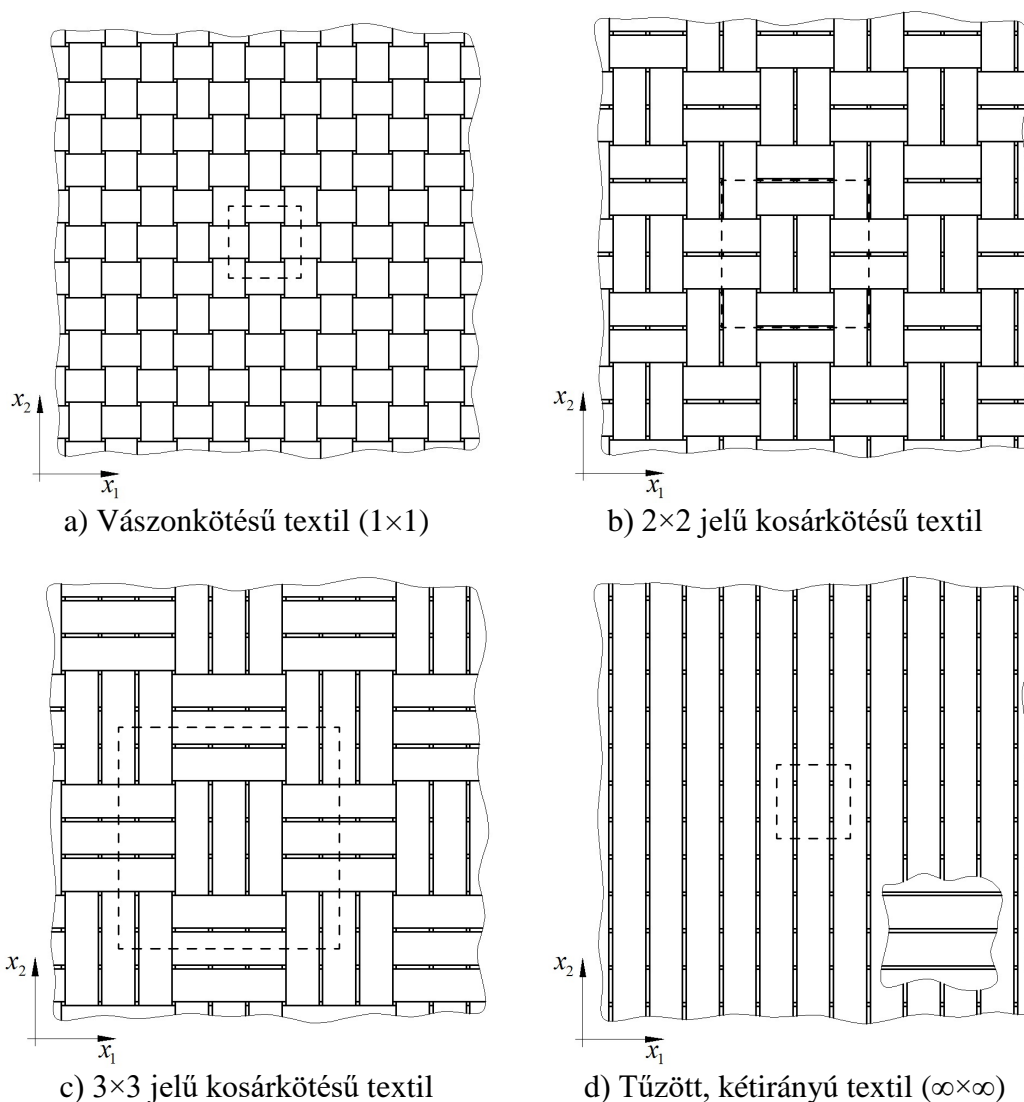 x₂
x₁
a) Vászonkötésű textil (1×1)
x₂
x₁
b) 2×2 jelű kosárkötésű textil
x₂
x₁
c) 3×3 jelű kosárkötésű textil
x₂
x₁
d) Tűzött, kétirányú textil (∞×∞)